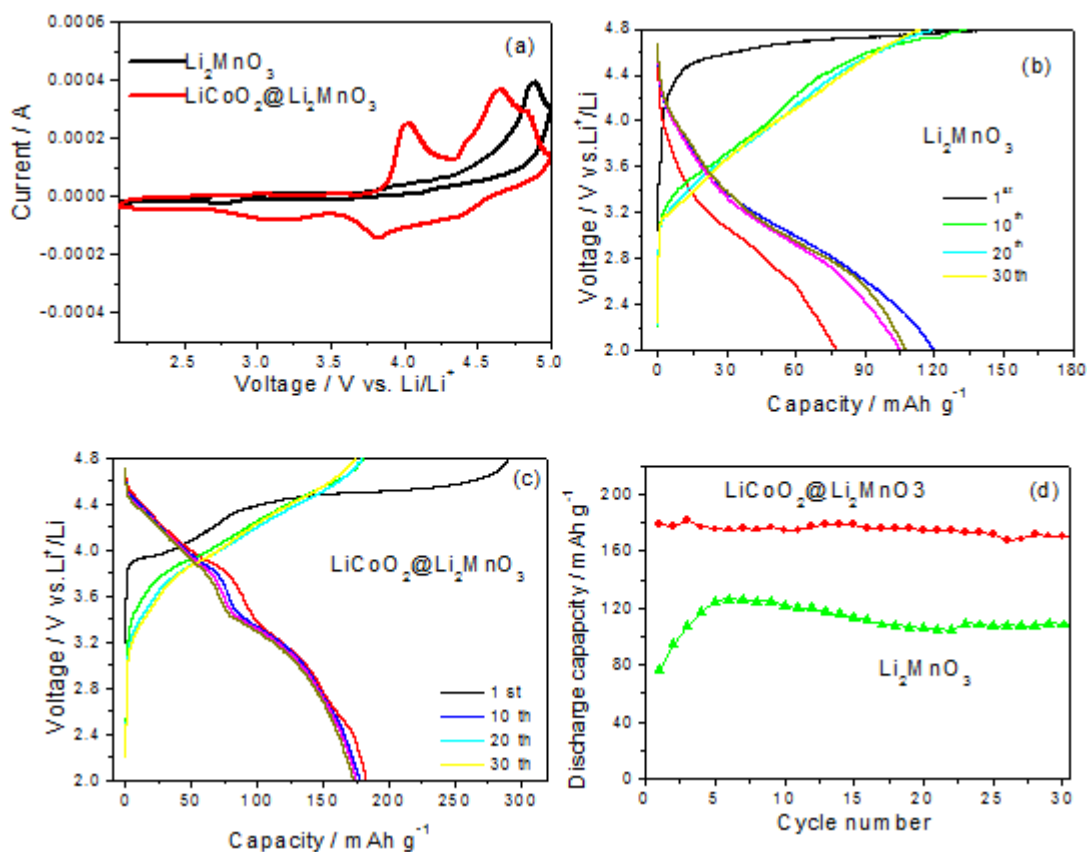 (a)
Li₂MnO₃
LiCoO₂@Li₂MnO₃
0.0006
0.0004
0.0002
0.0000
-0.0002
-0.0004
Current / A
2.5 3.0 3.5 4.0 4.5 5.0
Voltage / V vs. Li/Li⁺
(b)
Li₂MnO₃
1ˢᵗ
10ᵗʰ
20ᵗʰ
30th
4.8
4.4
4.0
3.6
3.2
2.8
2.4
2.0
Voltage / V vs.Li⁺/Li
0 30 60 90 120 150 180
Capacity / mAh g⁻¹
(c)
LiCoO₂@Li₂MnO₃
1 st
10 th
20 th
30 th
4.8
4.4
4.0
3.6
3.2
2.8
2.4
2.0
Voltage / V vs.Li⁺/Li
0 50 100 150 200 250 300
Capacity / mAh g⁻¹
LiCoO₂@Li₂MnO3
(d)
Li₂MnO₃
220
200
160
120
80
40
0
Discharge capapcity / mAh g⁻¹
0 5 10 15 20 25 30
Cycle number